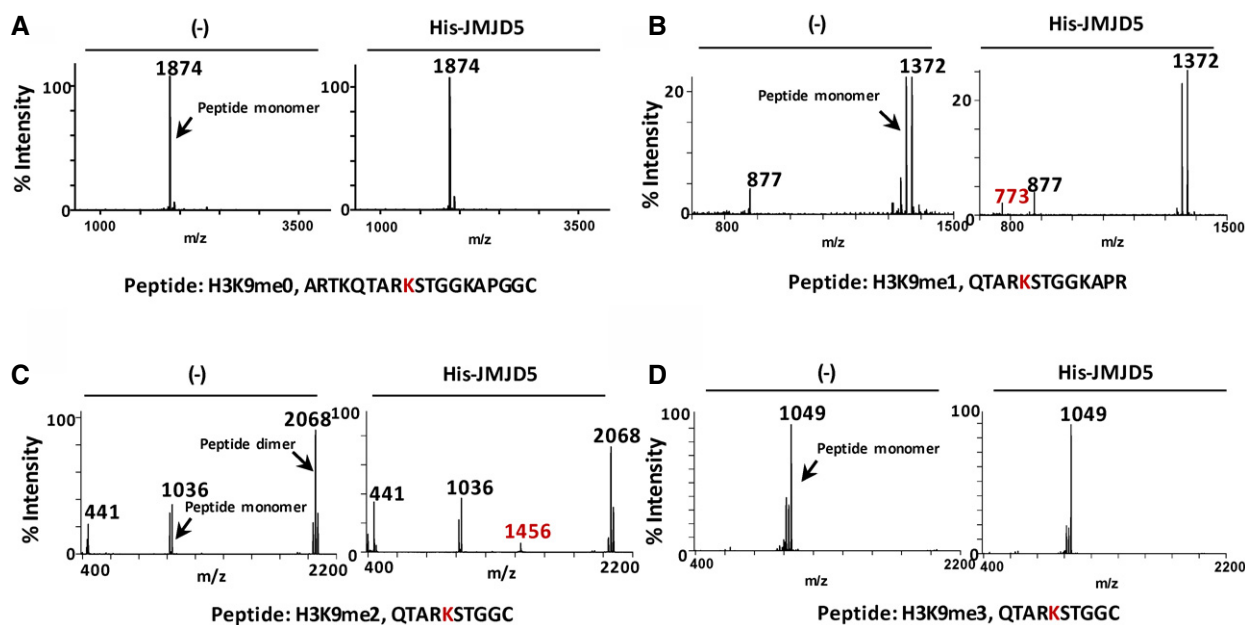 A
(-)
His-JMJD5
1874
1874
100
100
Peptide monomer
% Intensity
0
0
1000
3500
1000
3500
m/z
m/z
Peptide: H3K9me0, ARTKQTARKSTGGKAPGGC
B
(-)
His-JMJD5
1372
1372
20
20
Peptide monomer
% Intensity
877
773
877
0
0
800
1500
800
1500
m/z
m/z
Peptide: H3K9me1, QTARKSTGGKAPR
C
(-)
His-JMJD5
100
2068
100
2068
Peptide dimer
% Intensity
441
1036
Peptide monomer
441
1036
1456
0
0
400
2200
400
2200
m/z
m/z
Peptide: H3K9me2, QTARKSTGGC
D
(-)
His-JMJD5
100
1049
100
1049
Peptide monomer
% Intensity
0
0
400
2200
400
2200
m/z
m/z
Peptide: H3K9me3, QTARKSTGGC